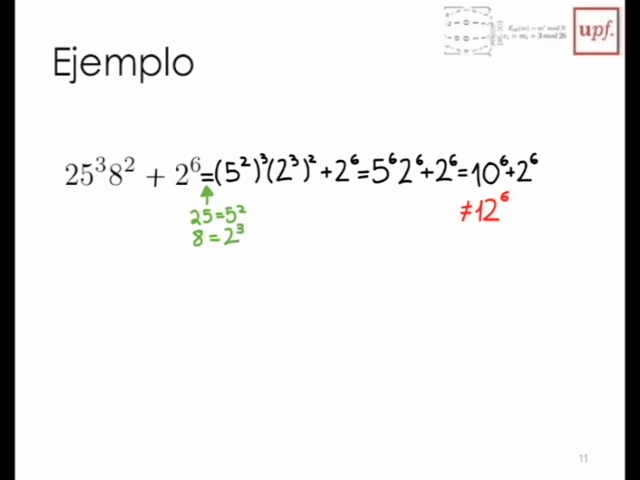 upf.
Ejemplo
25³8² + 2⁶=(5²)³(2³)²+2⁶=5⁶2⁶+2⁶=10⁶+2⁶
≠12⁶
25=5²
8=2³
11